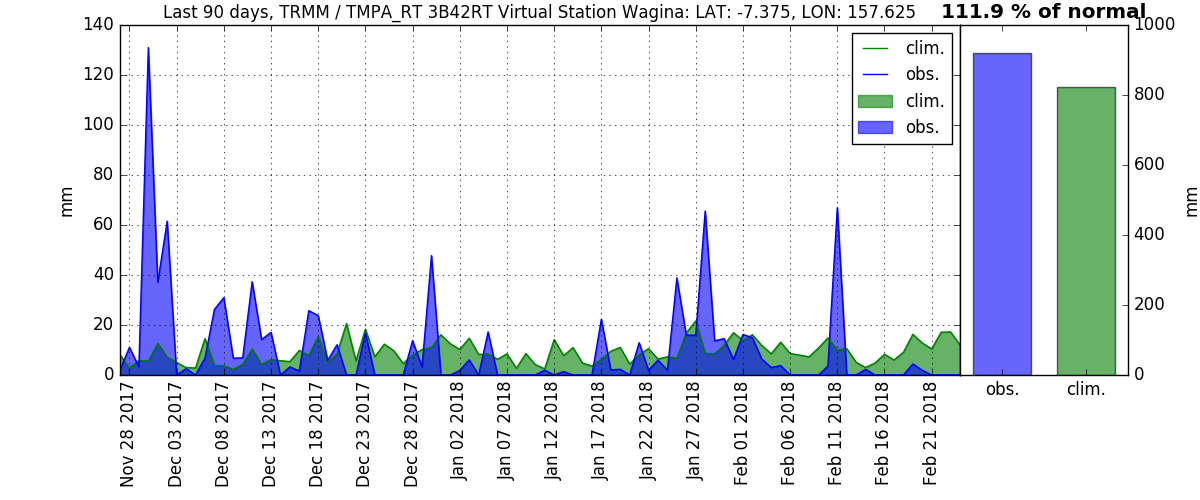 Last 90 days, TRMM / TMPA_RT 3B42RT Virtual Station Wagina: LAT: -7.375, LON: 157.625
111.9 % of normal
140
120
100
80
60
40
20
0
mm
clim.
obs.
clim.
obs.
1000
800
600
400
200
0
mm
obs.
clim.
Nov 28 2017
Dec 03 2017
Dec 08 2017
Dec 13 2017
Dec 18 2017
Dec 23 2017
Dec 28 2017
Jan 02 2018
Jan 07 2018
Jan 12 2018
Jan 17 2018
Jan 22 2018
Jan 27 2018
Feb 01 2018
Feb 06 2018
Feb 11 2018
Feb 16 2018
Feb 21 2018